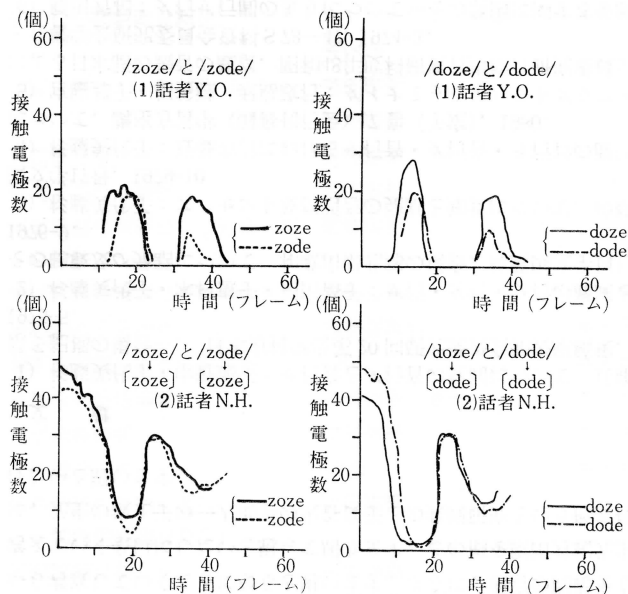 (個)
60
40
20
0
接触電極数
/zoze/と/zode/
(1)話者Y.O.
zoze
zode
20 40 60
時間(フレーム)
(個)
60
40
20
0
接触電極数
/doze/と/dode/
(1)話者Y.O.
doze
dode
20 40 60
時間(フレーム)
(個)
60
40
20
0
接触電極数
/zoze/と/zode/
↓ ↓
[zoze] [zoze]
(2)話者N.H.
zoze
zode
20 40 60
時間(フレーム)
(個)
60
40
20
0
接触電極数
/doze/と/dode/
↓ ↓
[dode] [dode]
(2)話者N.H.
doze
dode
0 20 40 60
時間(フレーム)